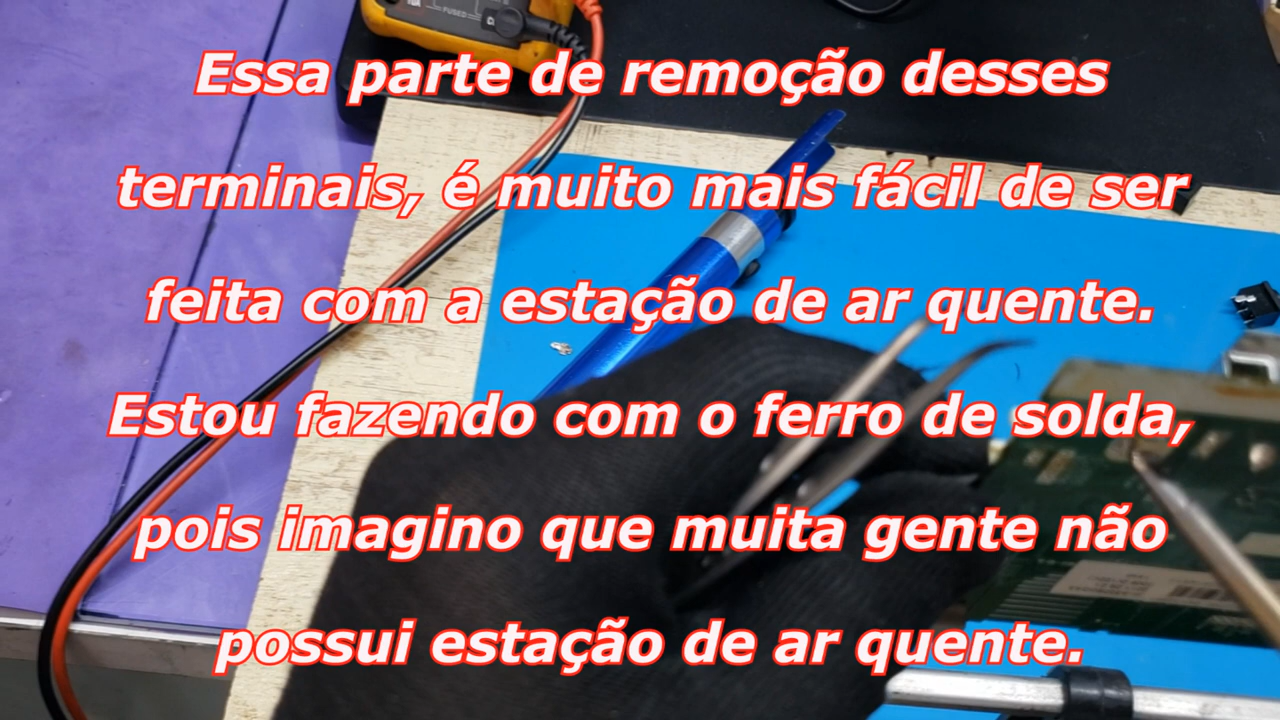 FUSED
Essa parte de remoção desses
terminais, é muito mais fácil de ser
feita com a estação de ar quente.
Estou fazendo com o ferro de solda,
pois imagino que muita gente não
possui estação de ar quente.